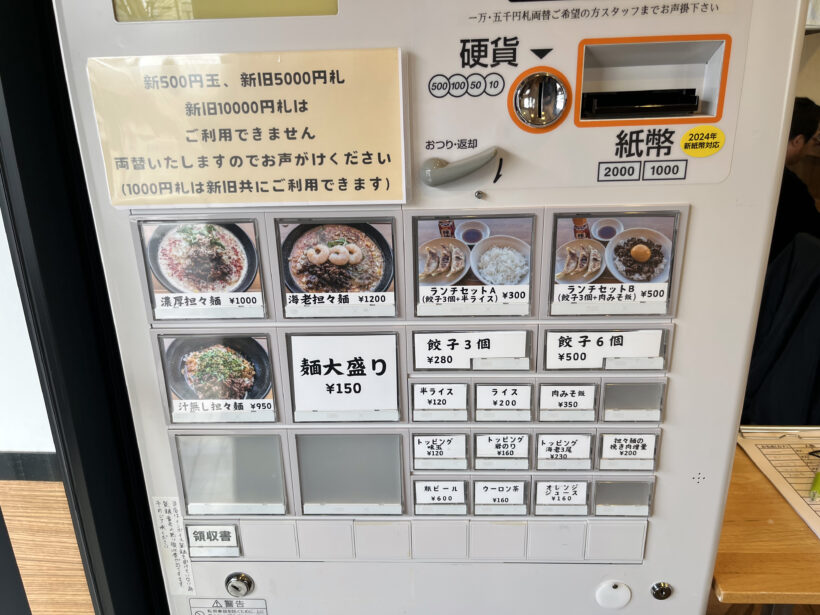 一万・五千円札両替ご希望の方スタッフまでお声掛下さい
硬貨
500 100 50 10
新500円玉、新旧5000円札
新旧10000円札は
ご利用できません
両替いたしますのでお声がけください
(1000円札は新旧共にご利用できます)
おつり・返却
紙幣
2024年
新紙幣対応
2000 1000
濃厚担々麺 ¥1000
海老担々麺 ¥1200
ランチセットA
(餃子3個+半ライス) ¥300
ランチセットB
(餃子3個+肉みそ飯) ¥500
汁無し担々麺 ¥950
麺大盛り
¥150
餃子3個
¥280
餃子6個
¥500
半ライス
¥120
ライス
¥200
肉みそ飯
¥350
トッピング
味玉
¥120
トッピング
岩のり
¥160
トッピング
海老3尾
¥230
担々麺の
挽き肉増量
¥200
瓶ビール
¥600
ウーロン茶
¥160
オレンジ
ジュース
¥160
領収書
警告